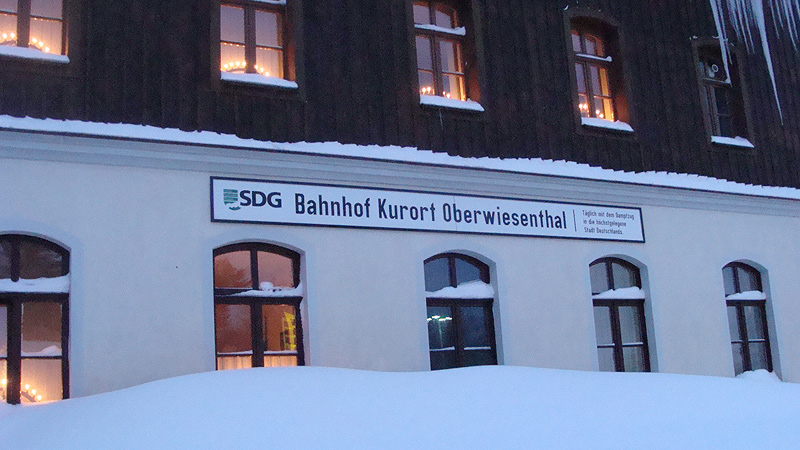 SDG Bahnhof Kurort Oberwiesenthal
Täglich mit dem Dampfzug
in die höchstgelegene
Stadt Deutschlands.